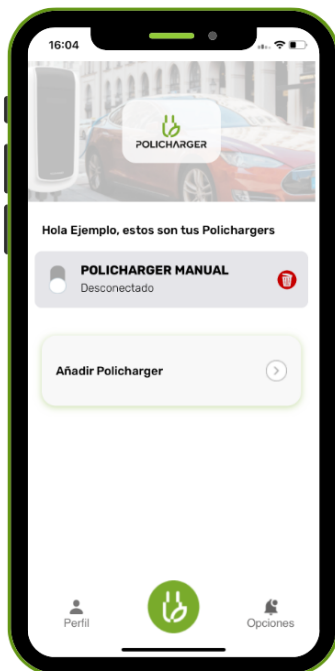 16:04
POLICHARGER
Hola Ejemplo, estos son tus Polichargers
POLICHARGER MANUAL
Desconectado
Añadir Policharger
Perfil
Opciones